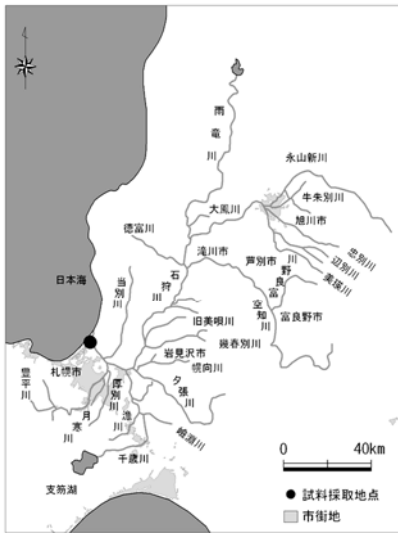 雨竜川
永山新川
牛朱別川
大鳳川
旭川市
徳富川
忠別川
辺別川
美瑛川
滝川市
芦別市
富良野川
日本海
当別川
石狩川
空知川
富良野市
旧美唄川
幾春別川
岩見沢市
幌向川
札幌市
夕張川
豊平川
月寒川
厚別川
漁川
嶮淵川
千歳川
支笏湖
0 40km
試料採取地点
市街地